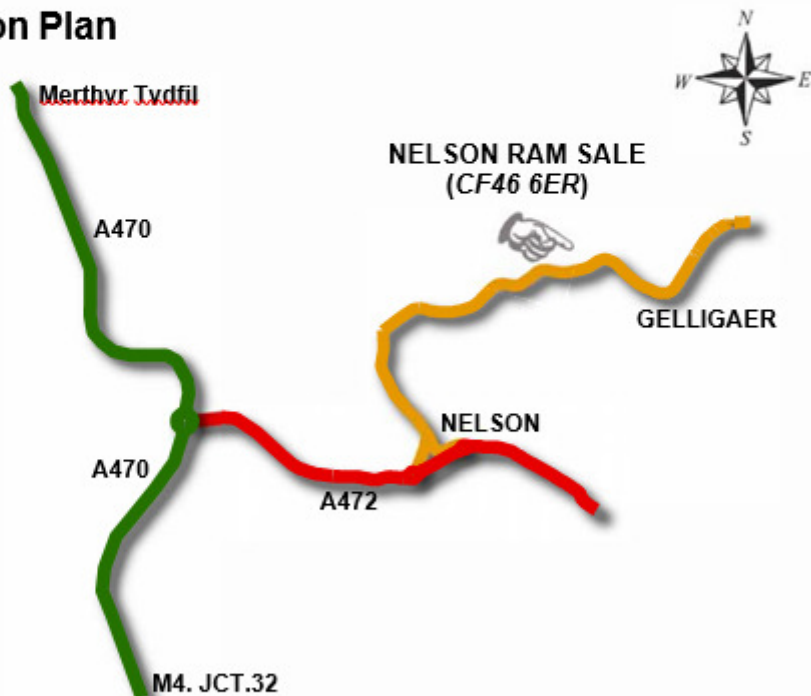 on Plan
N
W
E
S
Merthyr Tydfil
NELSON RAM SALE
(CF46 6ER)
A470
GELLIGAER
NELSON
A470
A472
M4. JCT.32